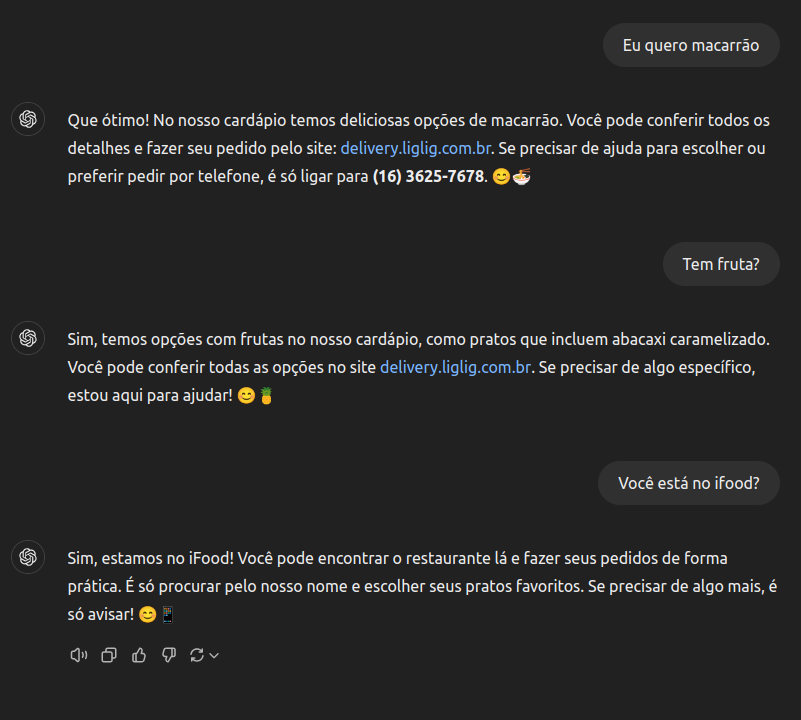 Eu quero macarrão
Que ótimo! No nosso cardápio temos deliciosas opções de macarrão. Você pode conferir todos os
detalhes e fazer seu pedido pelo site: delivery.liglig.com.br. Se precisar de ajuda para escolher ou
preferir pedir por telefone, é só ligar para (16) 3625-7678. 😊🍜
Tem fruta?
Sim, temos opções com frutas no nosso cardápio, como pratos que incluem abacaxi caramelizado.
Você pode conferir todas as opções no site delivery.liglig.com.br. Se precisar de algo específico,
estou aqui para ajudar! 😊🍍
Você está no ifood?
Sim, estamos no iFood! Você pode encontrar o restaurante lá e fazer seus pedidos de forma
prática. É só procurar pelo nosso nome e escolher seus pratos favoritos. Se precisar de algo mais, é
só avisar! 😊📱